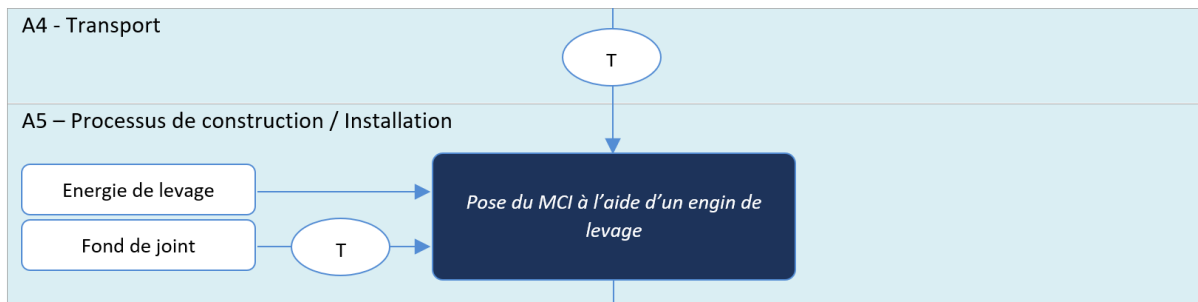 A4 - Transport
T
A5 – Processus de construction / Installation
Energie de levage
Fond de joint
T
Pose du MCI à l’aide d’un engin de
levage